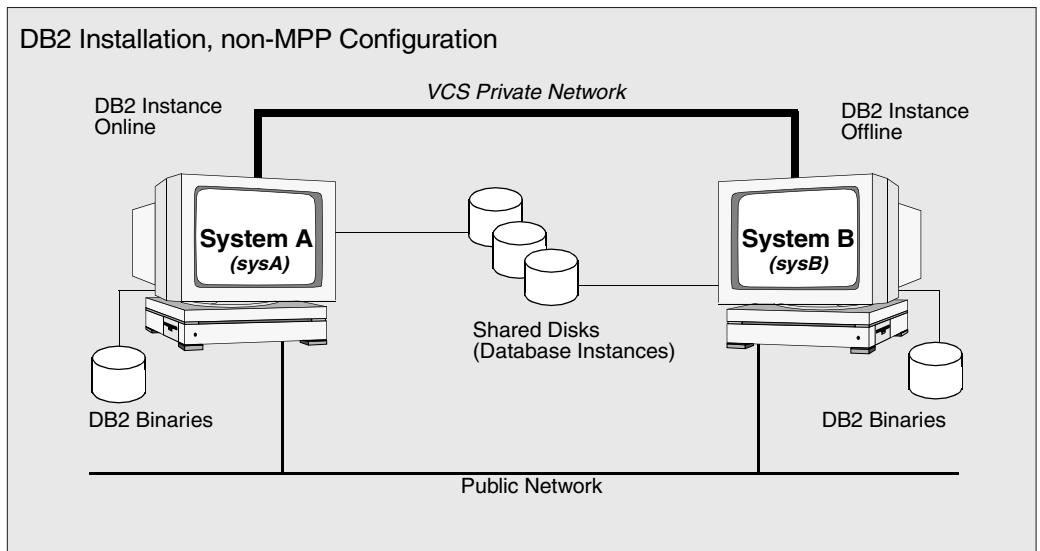 DB2 Installation, non-MPP Configuration
VCS Private Network
DB2 Instance
Online
DB2 Instance
Offline
System A
(sysA)
System B
(sysB)
Shared Disks
(Database Instances)
DB2 Binaries
DB2 Binaries
Public Network